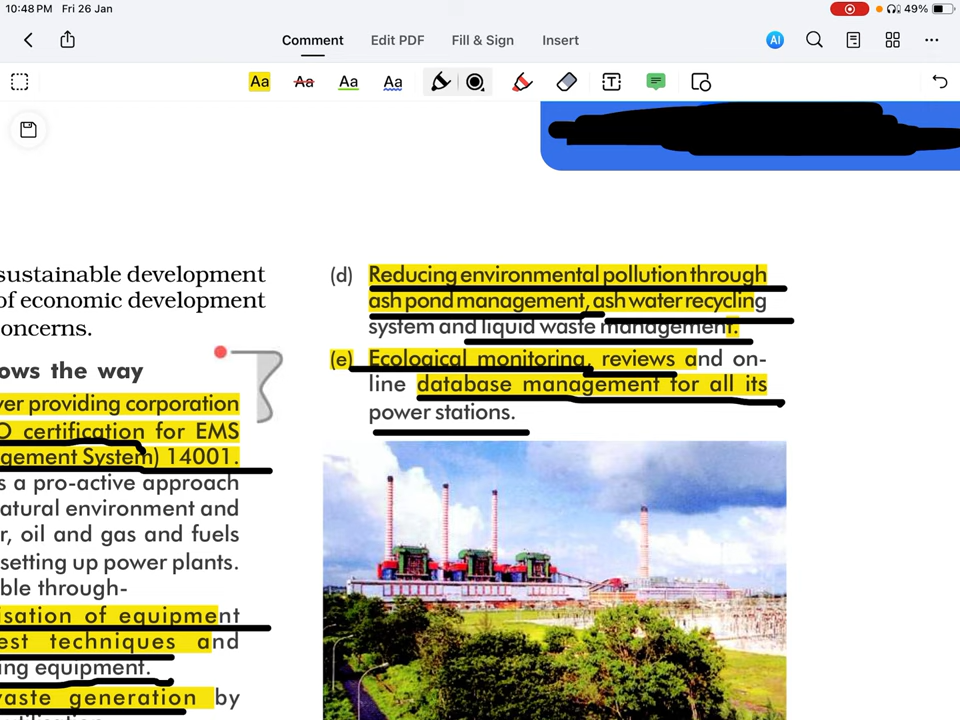 10:48 PM Fri 26 Jan
49%
Comment Edit PDF Fill & Sign Insert
AI
Aa Aa Aa Aa
sustainable development
of economic development
oncerns.
ows the way
ver providing corporation
O certification for EMS
gement System) 14001.
s a pro-active approach
atural environment and
r, oil and gas and fuels
setting up power plants.
ble through-
isation of equipment
est techniques and
ing equipment.
waste generation by
(d) Reducing environmental pollution through
ash pond management, ash water recycling
system and liquid waste management.
(e) Ecological monitoring, reviews and on-
line database management for all its
power stations.